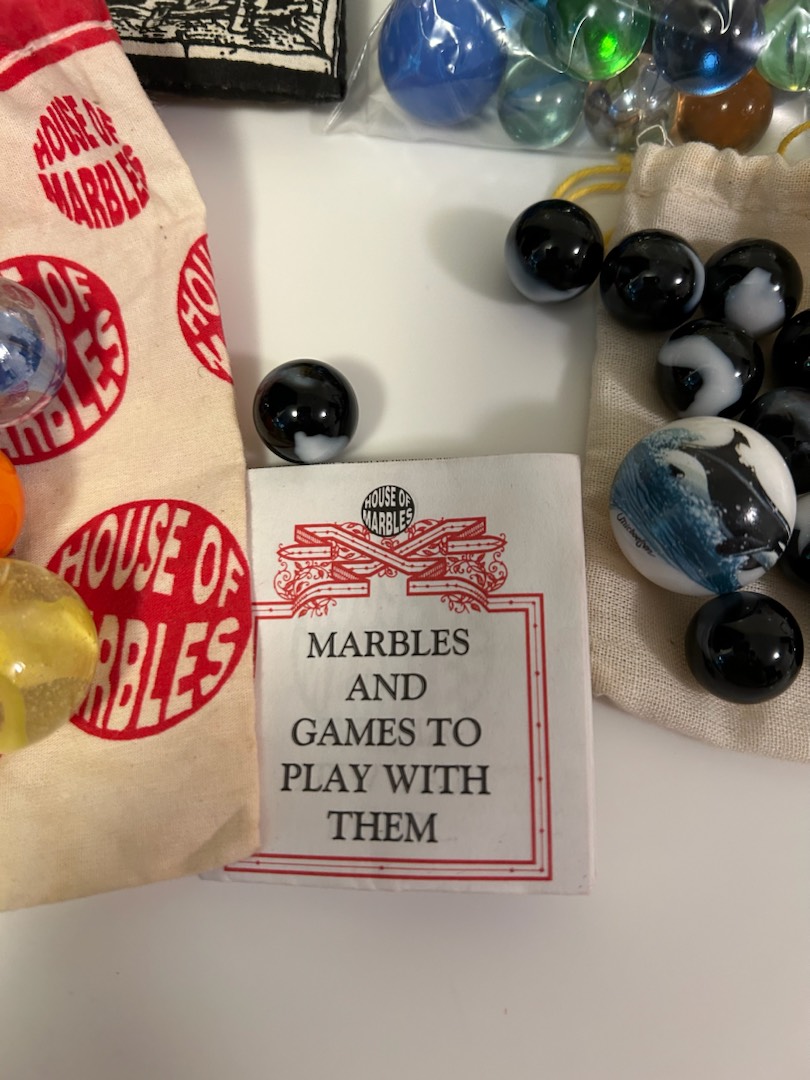 HOUSE OF
MARBLES
HOUSE OF
MARBLES
HOUSE OF
MARBLES
MARBLES
AND
GAMES TO
PLAY WITH
THEM